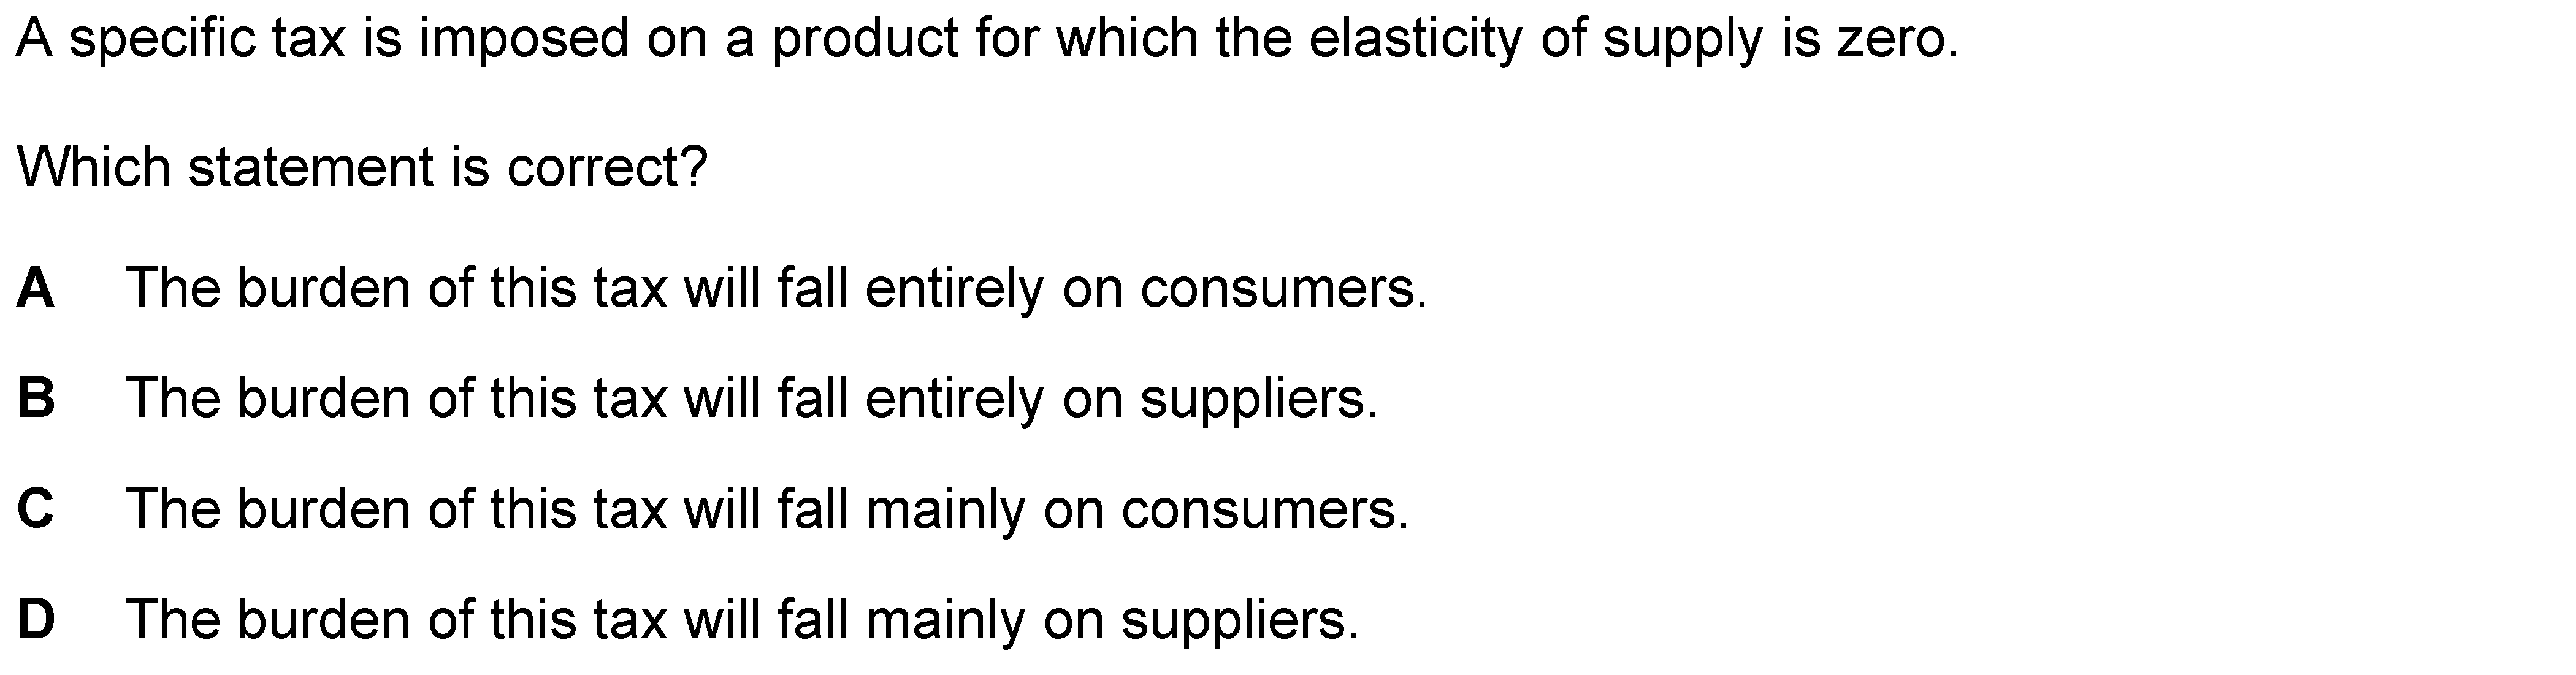 A specific tax is imposed on a product for which the elasticity of supply is zero.
Which statement is correct?
A The burden of this tax will fall entirely on consumers.
B The burden of this tax will fall entirely on suppliers.
C The burden of this tax will fall mainly on consumers.
D The burden of this tax will fall mainly on suppliers.